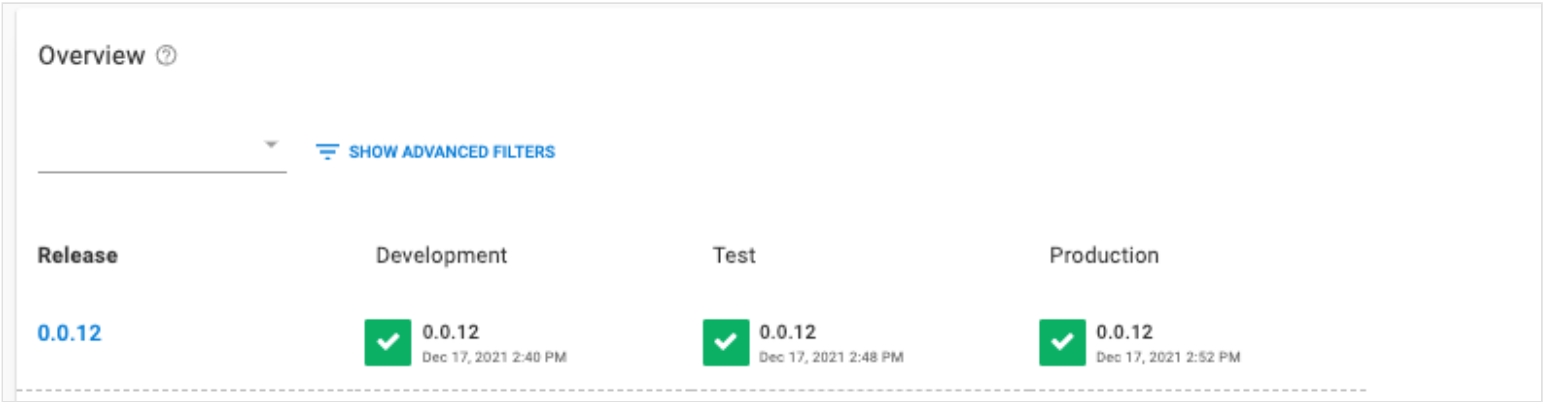 Overview
SHOW ADVANCED FILTERS
Release Development Test Production
0.0.12 0.0.12 0.0.12 0.0.12
Dec 17, 2021 2:40 PM Dec 17, 2021 2:48 PM Dec 17, 2021 2:52 PM